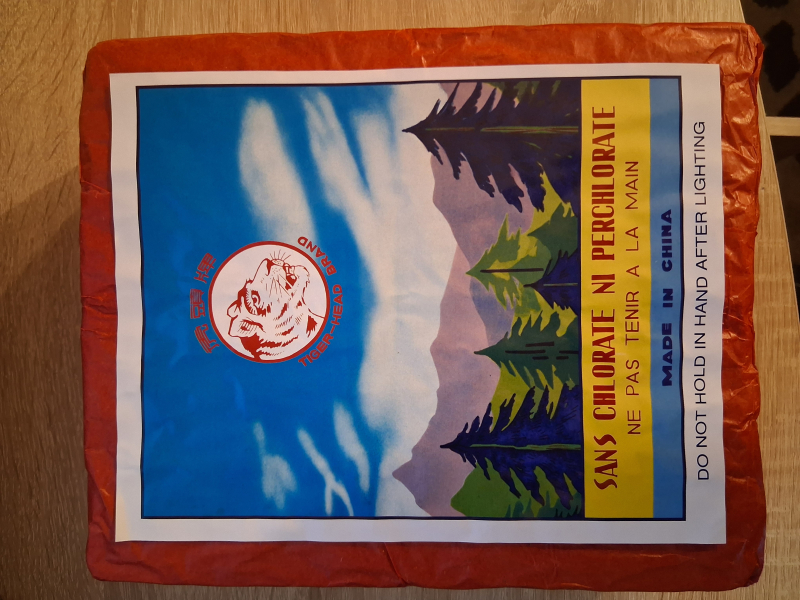 TIGER-HEAD BRAND
SANS CHLORATE NI PERCHLORATE
NE PAS TENIR A LA MAIN
MADE IN CHINA
DO NOT HOLD IN HAND AFTER LIGHTING